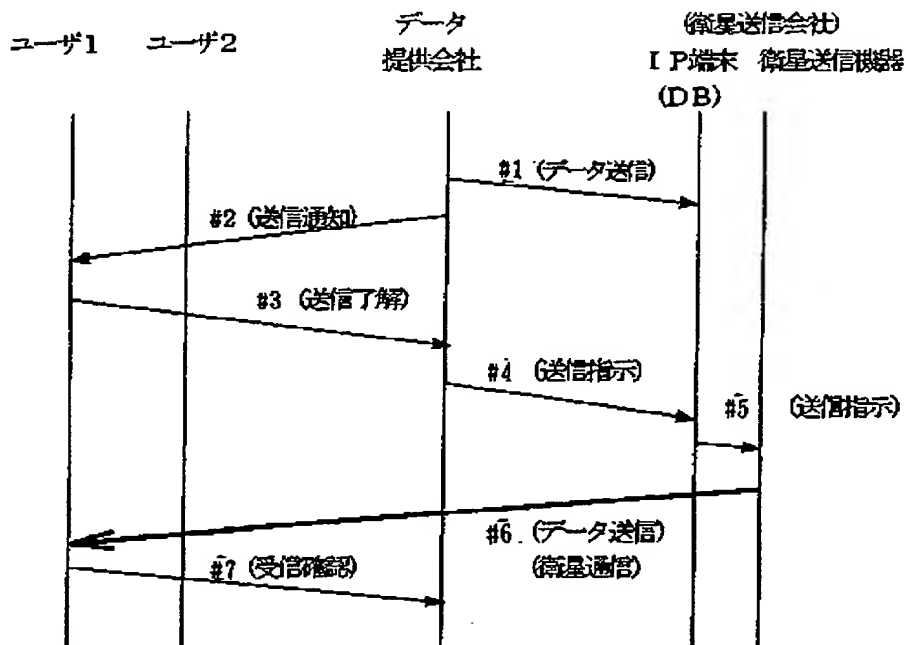 ユーザ1
ユーザ2
データ
提供会社
(衛星送信会社)
IP端末 衛星送信機器
(DB)
#1 (データ送信)
#2 (送信通知)
#3 (送信了解)
#4 (送信指示)
#5 (送信指示)
#6 (データ送信)
(衛星通信)
#7 (受信確認)